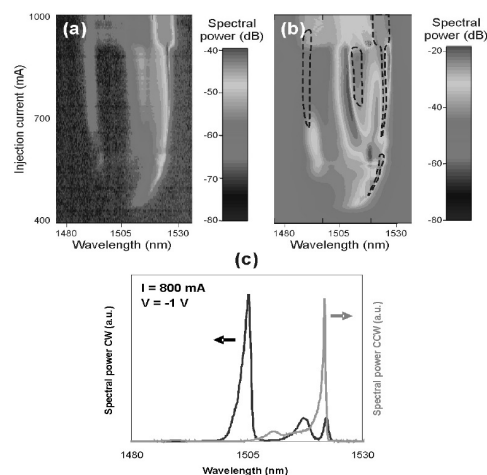 Spectral power (dB)
Spectral power (dB)
(a)
(b)
1000
700
400
Injection current (mA)
-40
-50
-60
-70
-80
-20
-40
-60
-80
1480 1505 1530
1480 1505 1530
Wavelength (nm)
Wavelength (nm)
(c)
I = 800 mA
V = -1 V
Spectral power CW (a.u.)
Spectral power CCW (a.u.)
1480 1505 1530
Wavelength (nm)